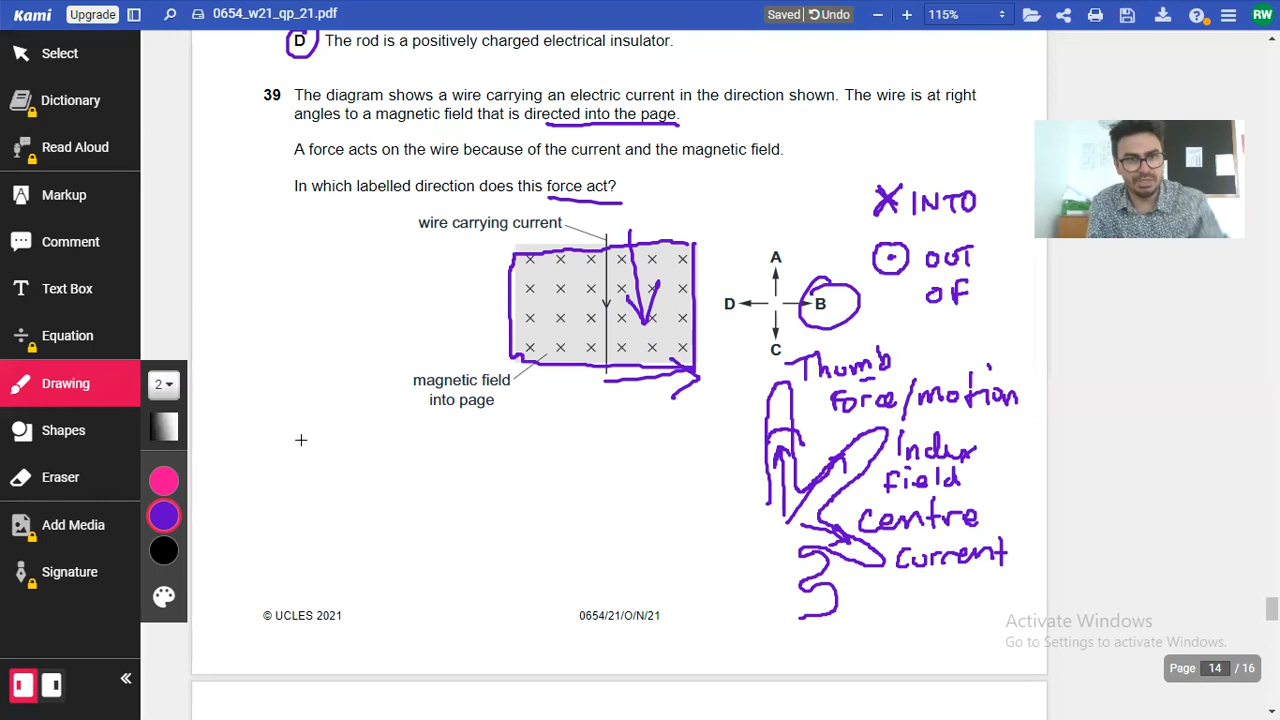 Kami
Upgrade
0654_w21_qp_21.pdf
Saved
Undo
115%
RW
Select
Dictionary
Read Aloud
Markup
Comment
Text Box
Equation
Drawing
2
Shapes
Eraser
Add Media
Signature
D The rod is a positively charged electrical insulator.
39 The diagram shows a wire carrying an electric current in the direction shown. The wire is at right
angles to a magnetic field that is directed into the page.
A force acts on the wire because of the current and the magnetic field.
In which labelled direction does this force act?
wire carrying current
magnetic field
into page
A
D
B
C
X INTO
OUT
OF
Thumb
Force/motion
Index
field
centre
current
© UCLES 2021
0654/21/O/N/21
Activate Windows
Go to Settings to activate Windows.
Page 14 / 16